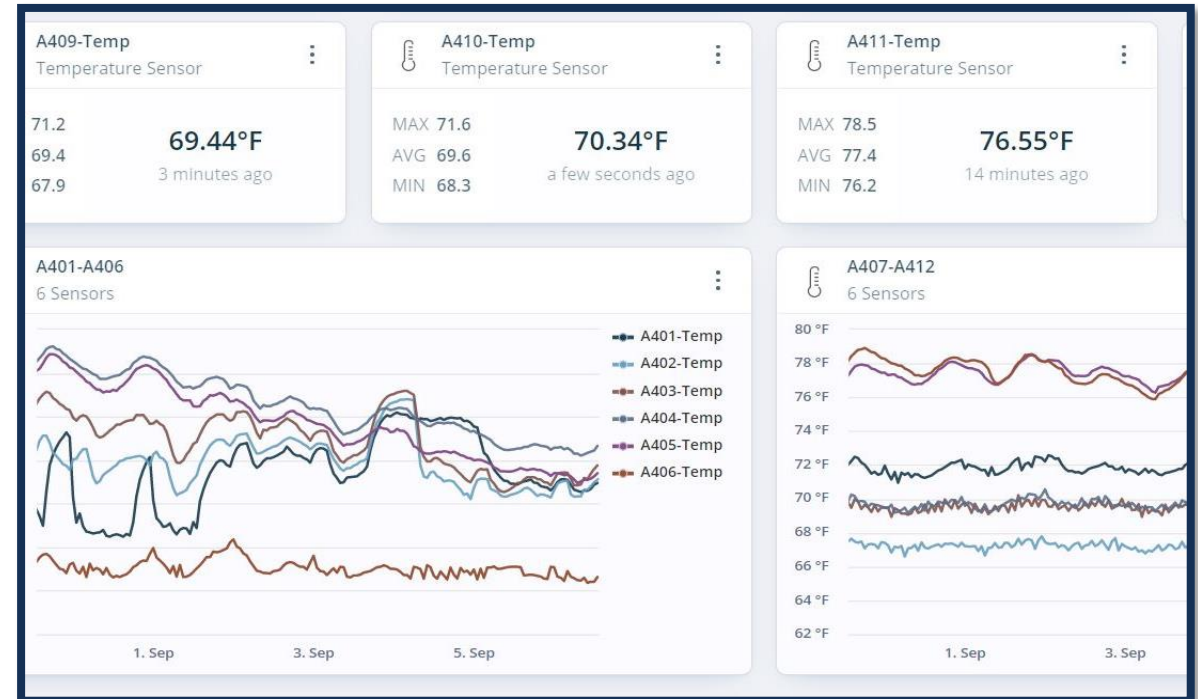 A409-Temp
Temperature Sensor
71.2
69.4
67.9
69.44°F
3 minutes ago
A410-Temp
Temperature Sensor
MAX 71.6
AVG 69.6
MIN 68.3
70.34°F
a few seconds ago
A411-Temp
Temperature Sensor
MAX 78.5
AVG 77.4
MIN 76.2
76.55°F
14 minutes ago
A401-A406
6 Sensors
A401-Temp
A402-Temp
A403-Temp
A404-Temp
A405-Temp
A406-Temp
1. Sep
3. Sep
5. Sep
A407-A412
6 Sensors
80 °F
78 °F
76 °F
74 °F
72 °F
70 °F
68 °F
66 °F
64 °F
62 °F
1. Sep
3. Sep